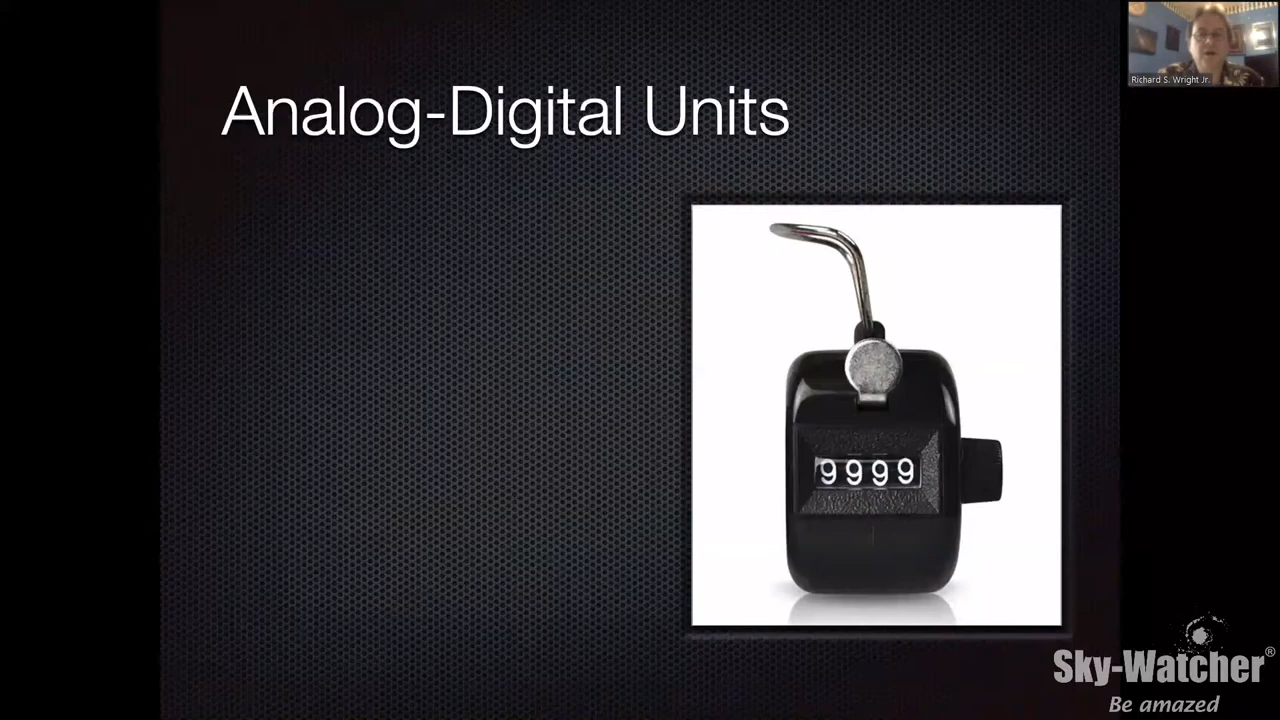 Analog-Digital Units
Richard S. Wright Jr.
9999
Sky-Watcher®
Be amazed